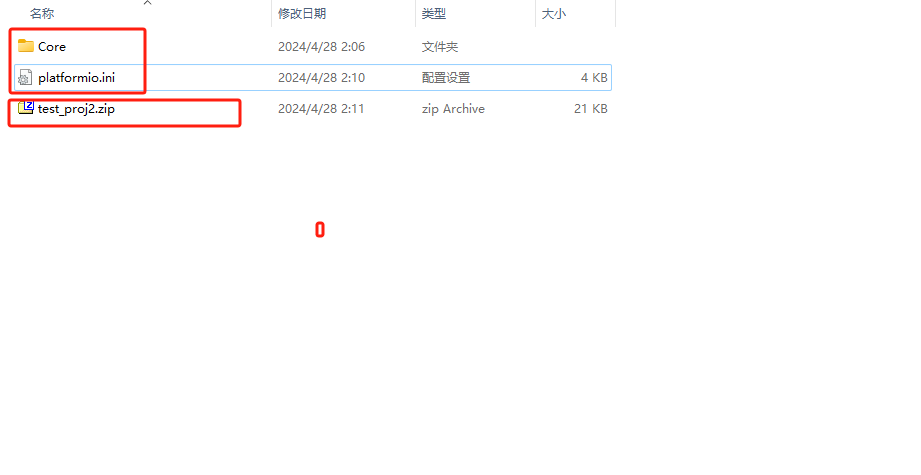 名称 修改日期 类型 大小
Core 2024/4/28 2:06 文件夹
platformio.ini 2024/4/28 2:10 配置设置 4 KB
test_proj2.zip 2024/4/28 2:11 zip Archive 21 KB